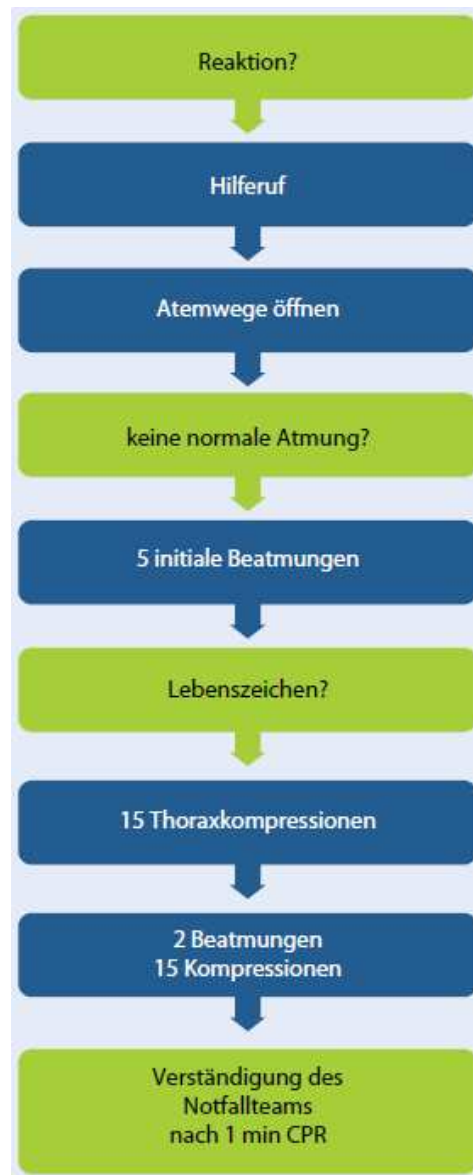 Reaktion?
Hilferuf
Atemwege öffnen
keine normale Atmung?
5 initiale Beatmungen
Lebenszeichen?
15 Thoraxkompressionen
2 Beatmungen
15 Kompressionen
Verständigung des
Notfallteams
nach 1 min CPR